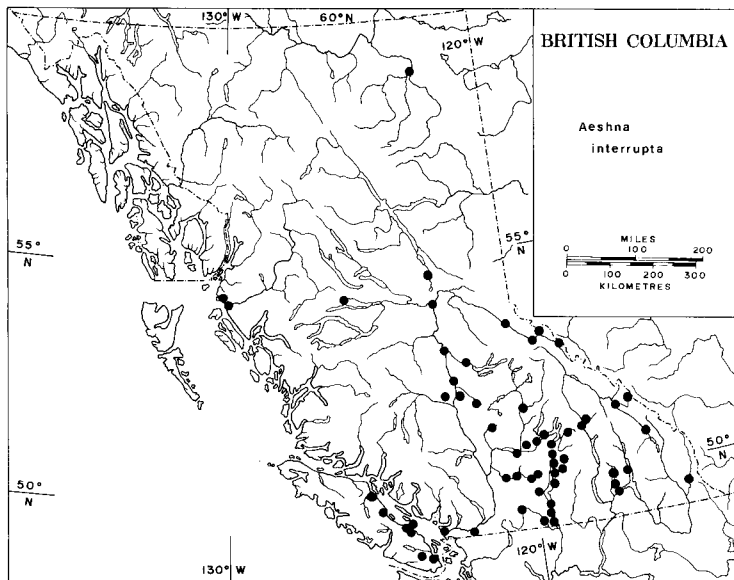 130° W
60° N
120° W
BRITISH COLUMBIA
Aeshna
interrupta
55°
N
55°
N
MILES
0 100 200
0 100 200 300
KILOMETRES
50°
N
50°
N
130° W
120° W